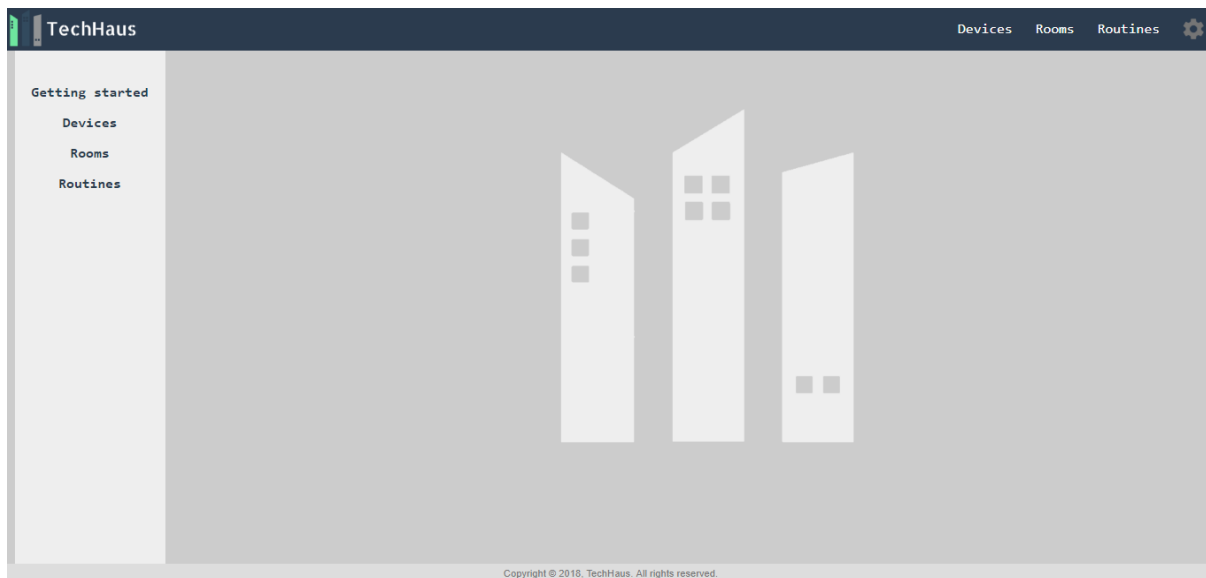 TechHaus
Devices Rooms Routines
Getting started
Devices
Rooms
Routines
Copyright © 2018, TechHaus. All rights reserved.